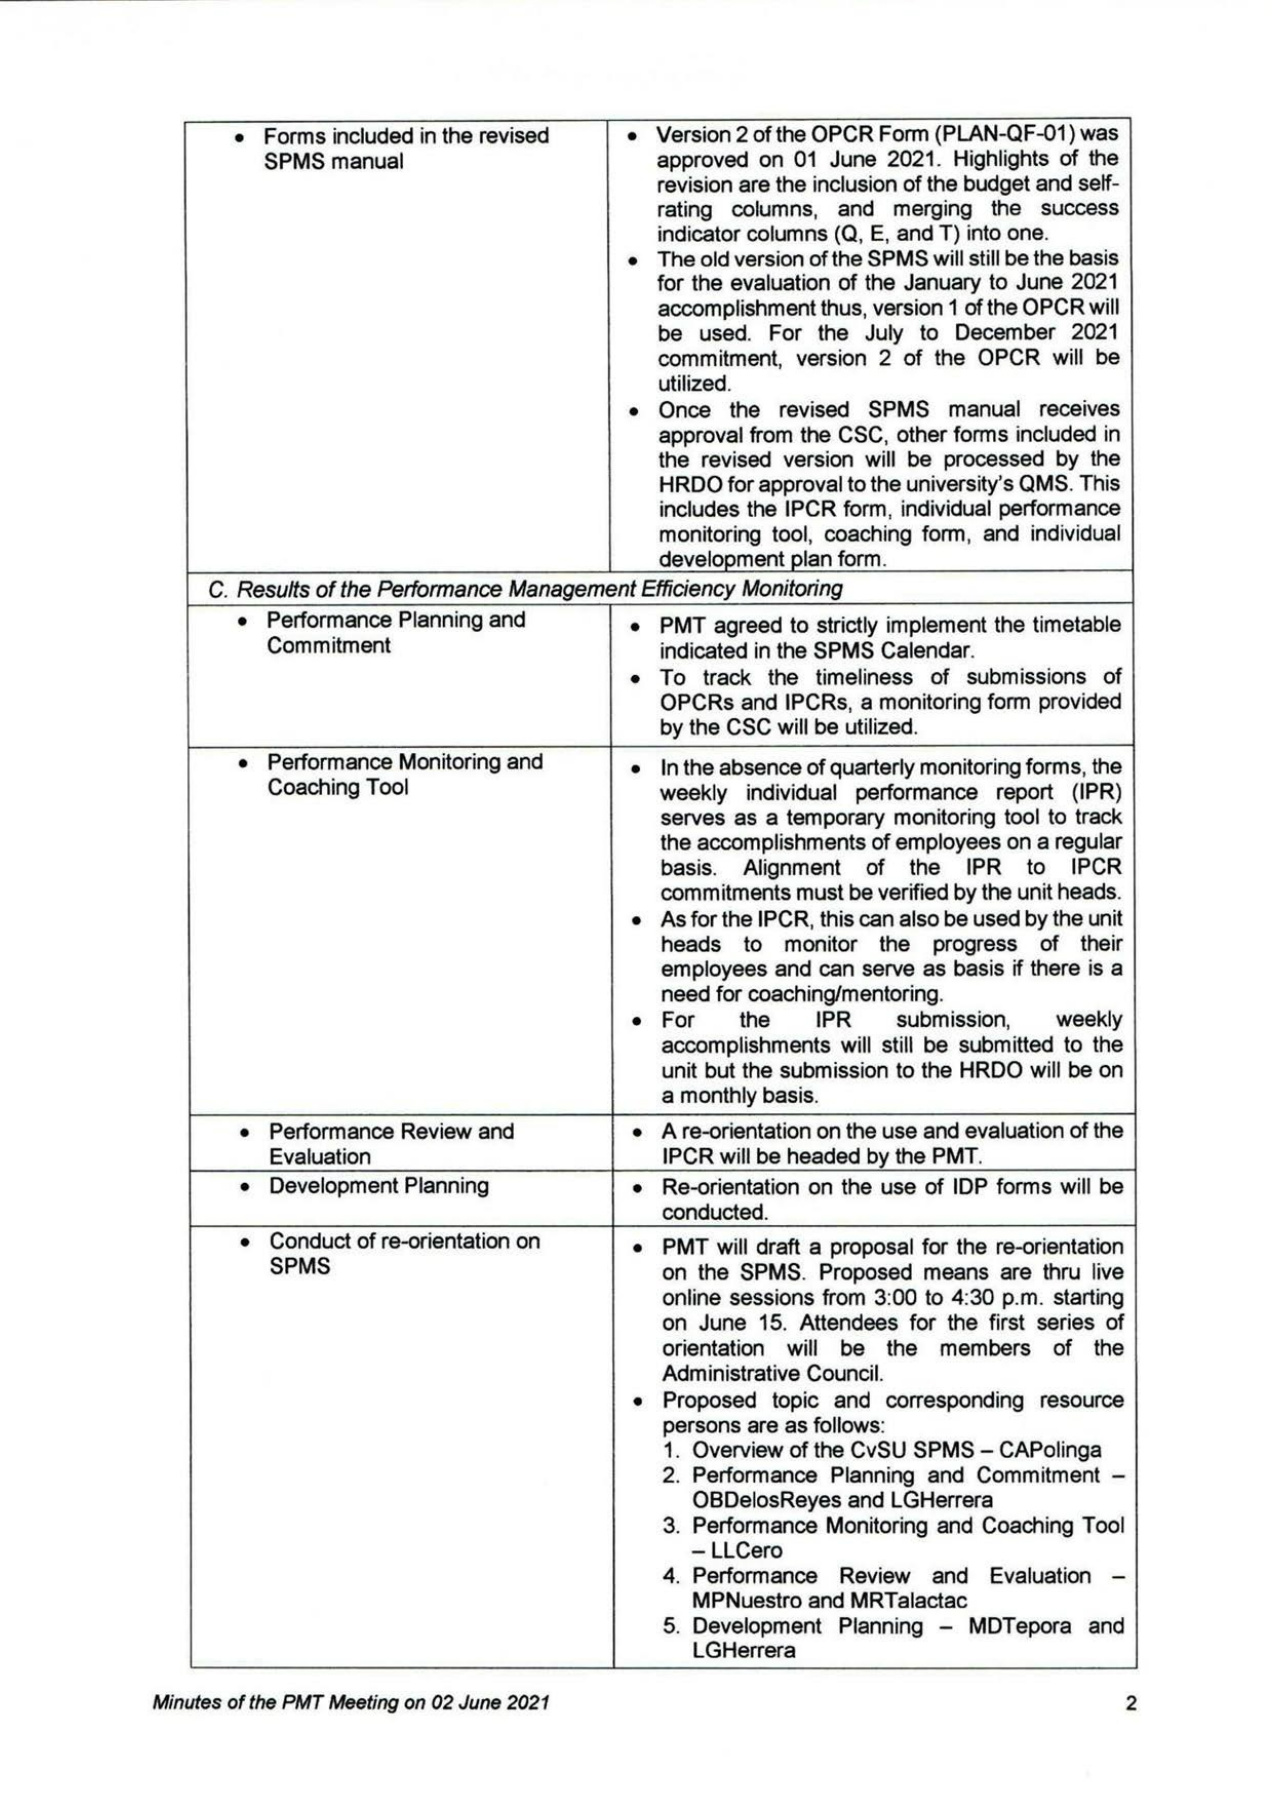 • Forms included in the revised
SPMS manual
• Version 2 of the OPCR Form (PLAN-QF-01) was
approved on 01 June 2021. Highlights of the
revision are the inclusion of the budget and self-
rating columns, and merging the success
indicator columns (Q, E, and T) into one.
• The old version of the SPMS will still be the basis
for the evaluation of the January to June 2021
accomplishment thus, version 1 of the OPCR will
be used. For the July to December 2021
commitment, version 2 of the OPCR will be
utilized.
• Once the revised SPMS manual receives
approval from the CSC, other forms included in
the revised version will be processed by the
HRDO for approval to the university's QMS. This
includes the IPCR form, individual performance
monitoring tool, coaching form, and individual
development plan form.
C. Results of the Performance Management Efficiency Monitoring
• Performance Planning and
Commitment
• PMT agreed to strictly implement the timetable
indicated in the SPMS Calendar.
• To track the timeliness of submissions of
OPCRs and IPCRs, a monitoring form provided
by the CSC will be utilized.
• Performance Monitoring and
Coaching Tool
• In the absence of quarterly monitoring forms, the
weekly individual performance report (IPR)
serves as a temporary monitoring tool to track
the accomplishments of employees on a regular
basis. Alignment of the IPR to IPCR
commitments must be verified by the unit heads.
• As for the IPCR, this can also be used by the unit
heads to monitor the progress of their
employees and can serve as basis if there is a
need for coaching/mentoring.
• For the IPR submission, weekly
accomplishments will still be submitted to the
unit but the submission to the HRDO will be on
a monthly basis.
• Performance Review and
Evaluation
• A re-orientation on the use and evaluation of the
IPCR will be headed by the PMT.
• Development Planning
• Re-orientation on the use of IDP forms will be
conducted.
• Conduct of re-orientation on
SPMS
• PMT will draft a proposal for the re-orientation
on the SPMS. Proposed means are thru live
online sessions from 3:00 to 4:30 p.m. starting
on June 15. Attendees for the first series of
orientation will be the members of the
Administrative Council.
• Proposed topic and corresponding resource
persons are as follows:
1. Overview of the CvSU SPMS – CAPolinga
2. Performance Planning and Commitment –
OBDelosReyes and LGHerrera
3. Performance Monitoring and Coaching Tool
– LLCero
4. Performance Review and Evaluation –
MPNuestro and MRTalactac
5. Development Planning – MDTepora and
LGHerrera
Minutes of the PMT Meeting on 02 June 2021
2